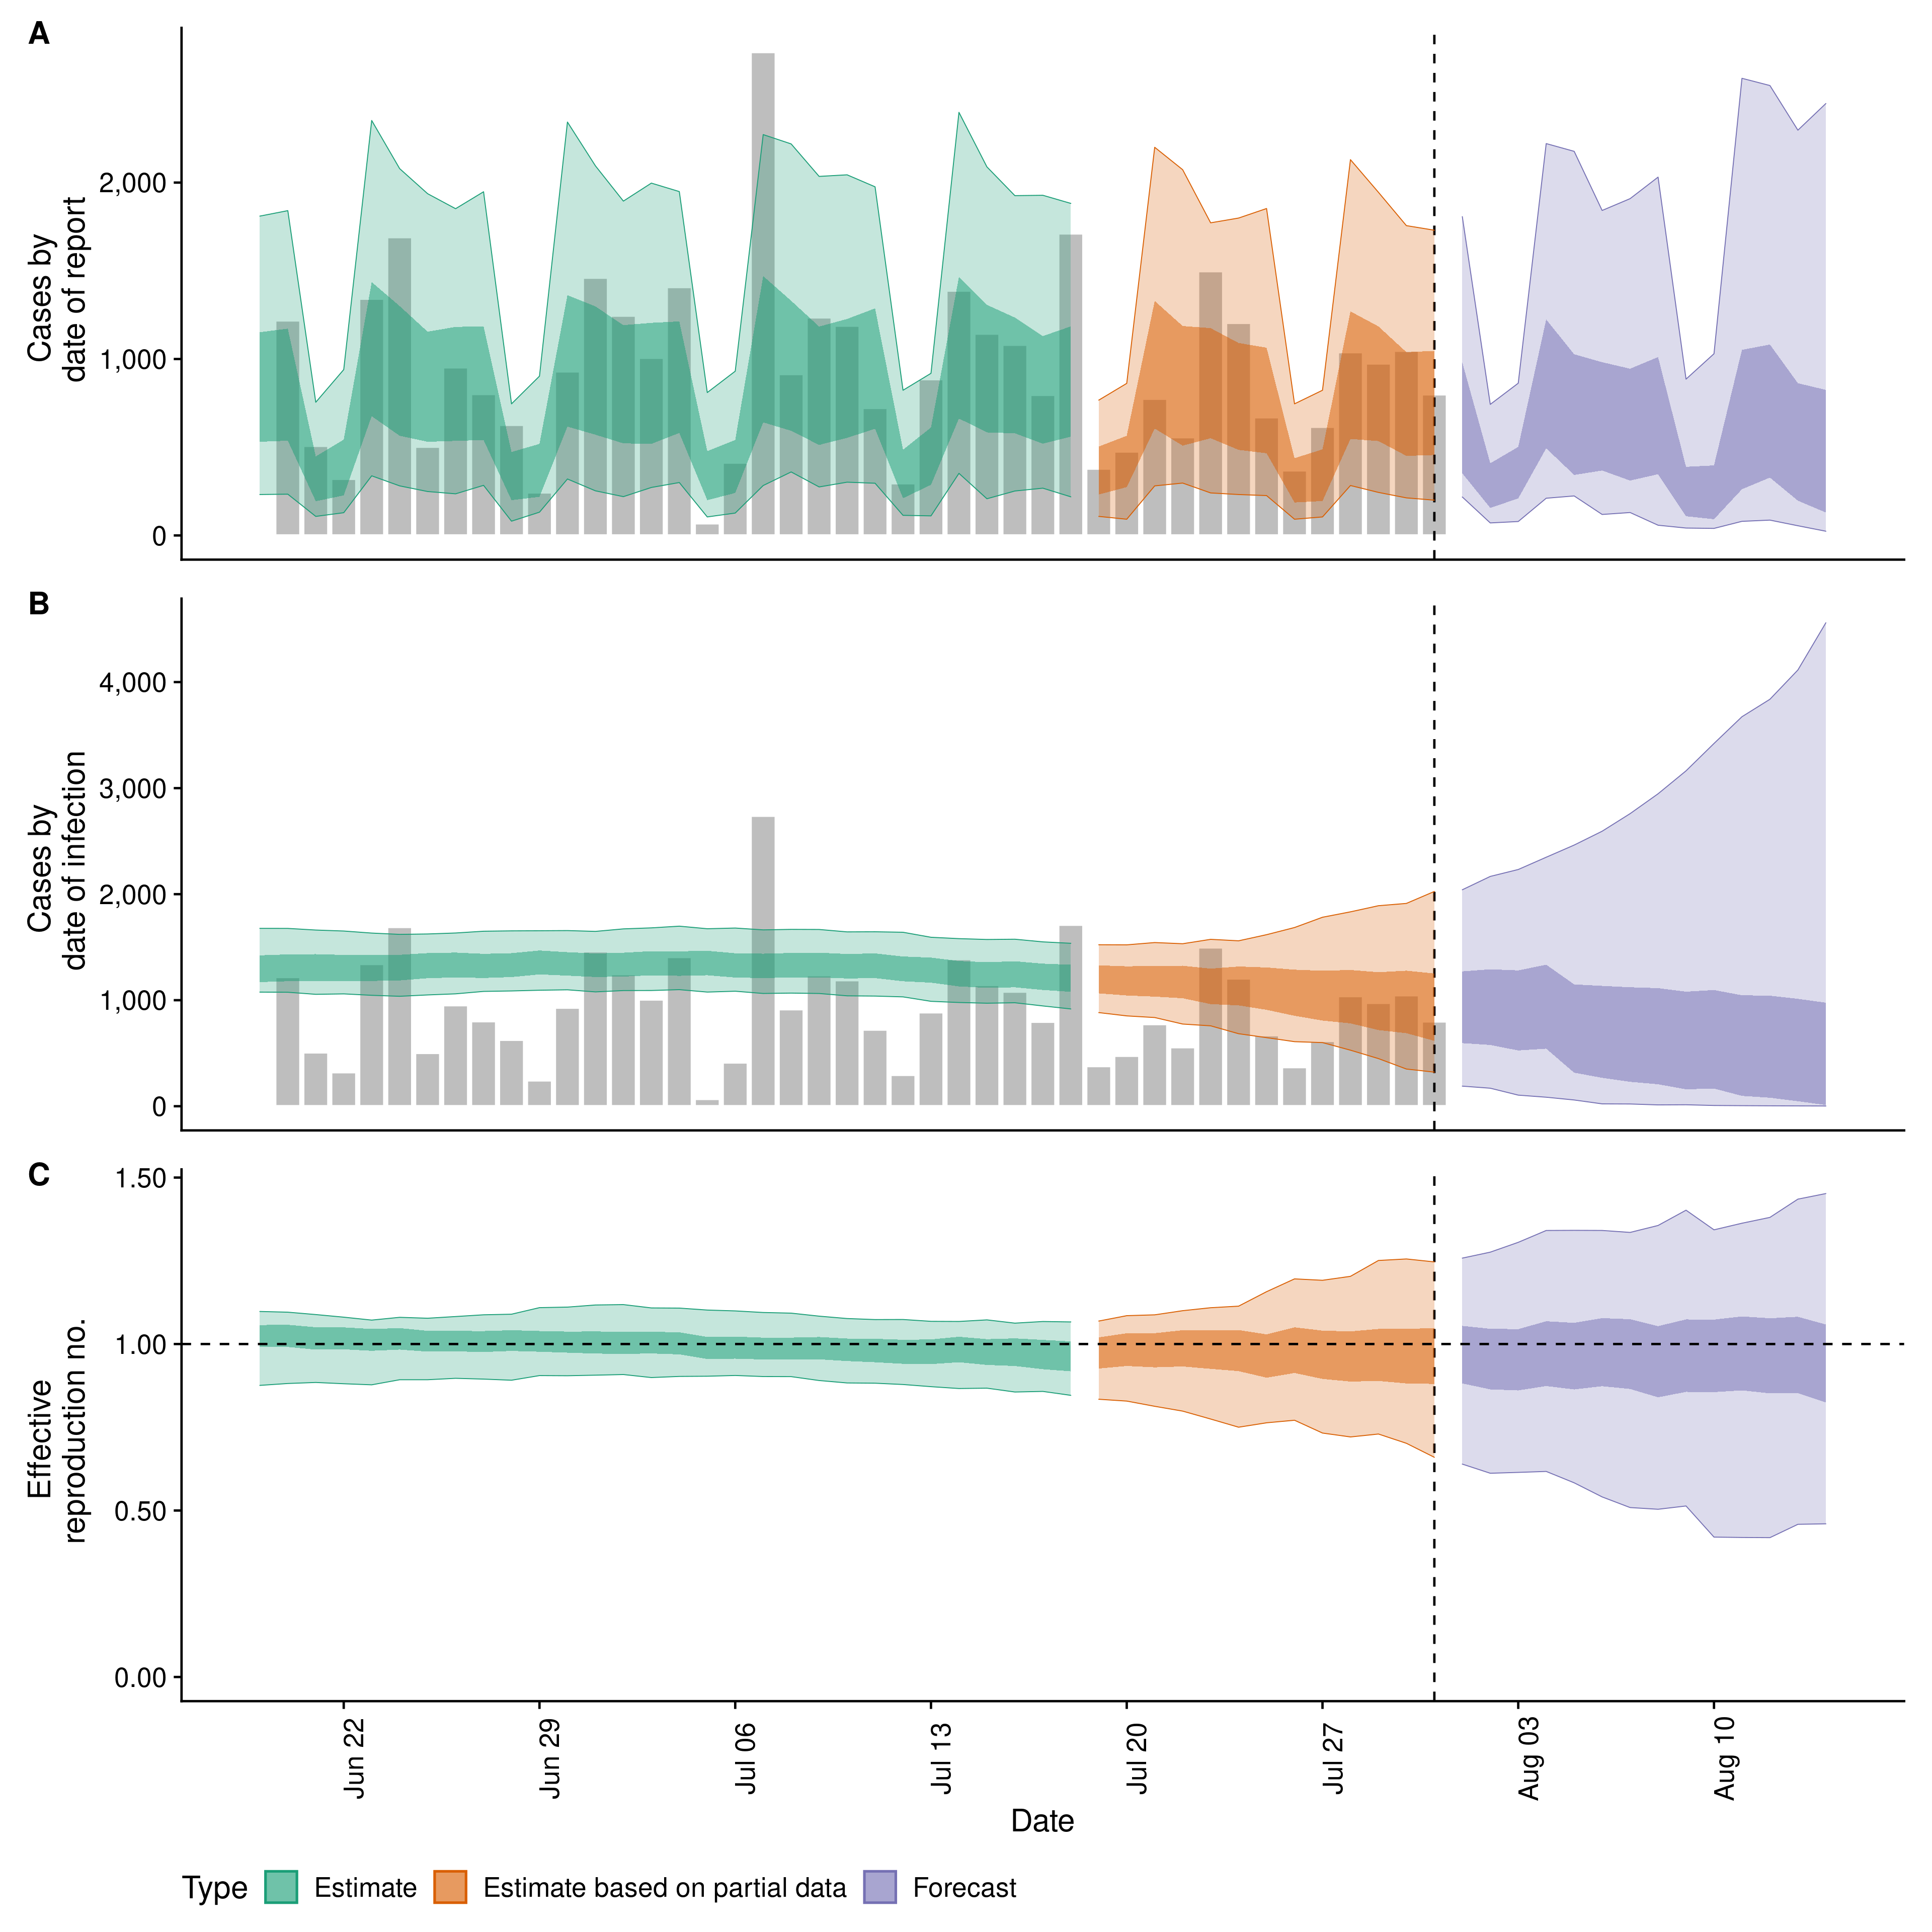 A
Cases by
date of report
2,000
1,000
0
B
Cases by
date of infection
4,000
3,000
2,000
1,000
0
C
Effective
reproduction no.
1.50
1.00
0.50
0.00
Jun 22
Jun 29
Jul 06
Jul 13
Jul 20
Jul 27
Aug 03
Aug 10
Date
Type Estimate Estimate based on partial data Forecast